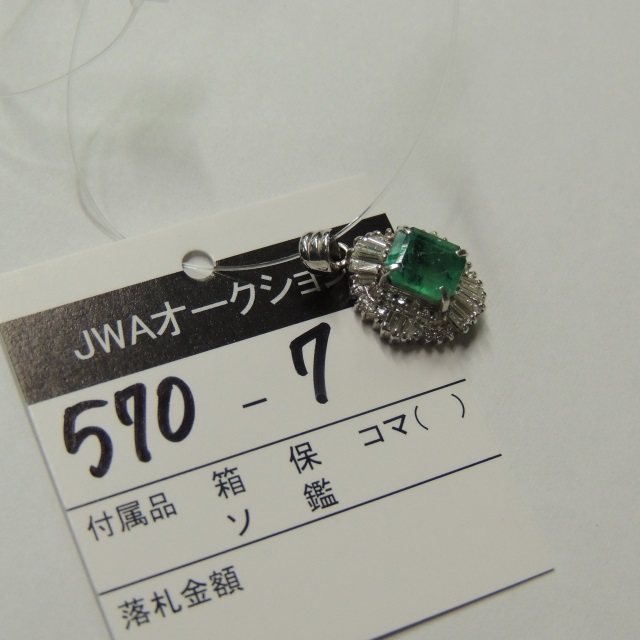 JWAオークション
570-7
付属品 箱 保 コマ( )
ソ 鑑
落札金額